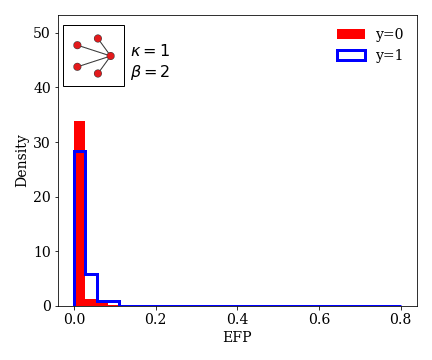 50
40
30
20
10
0
Density
κ = 1
β = 2
y=0
y=1
0.0 0.2 0.4 0.6 0.8
EFP